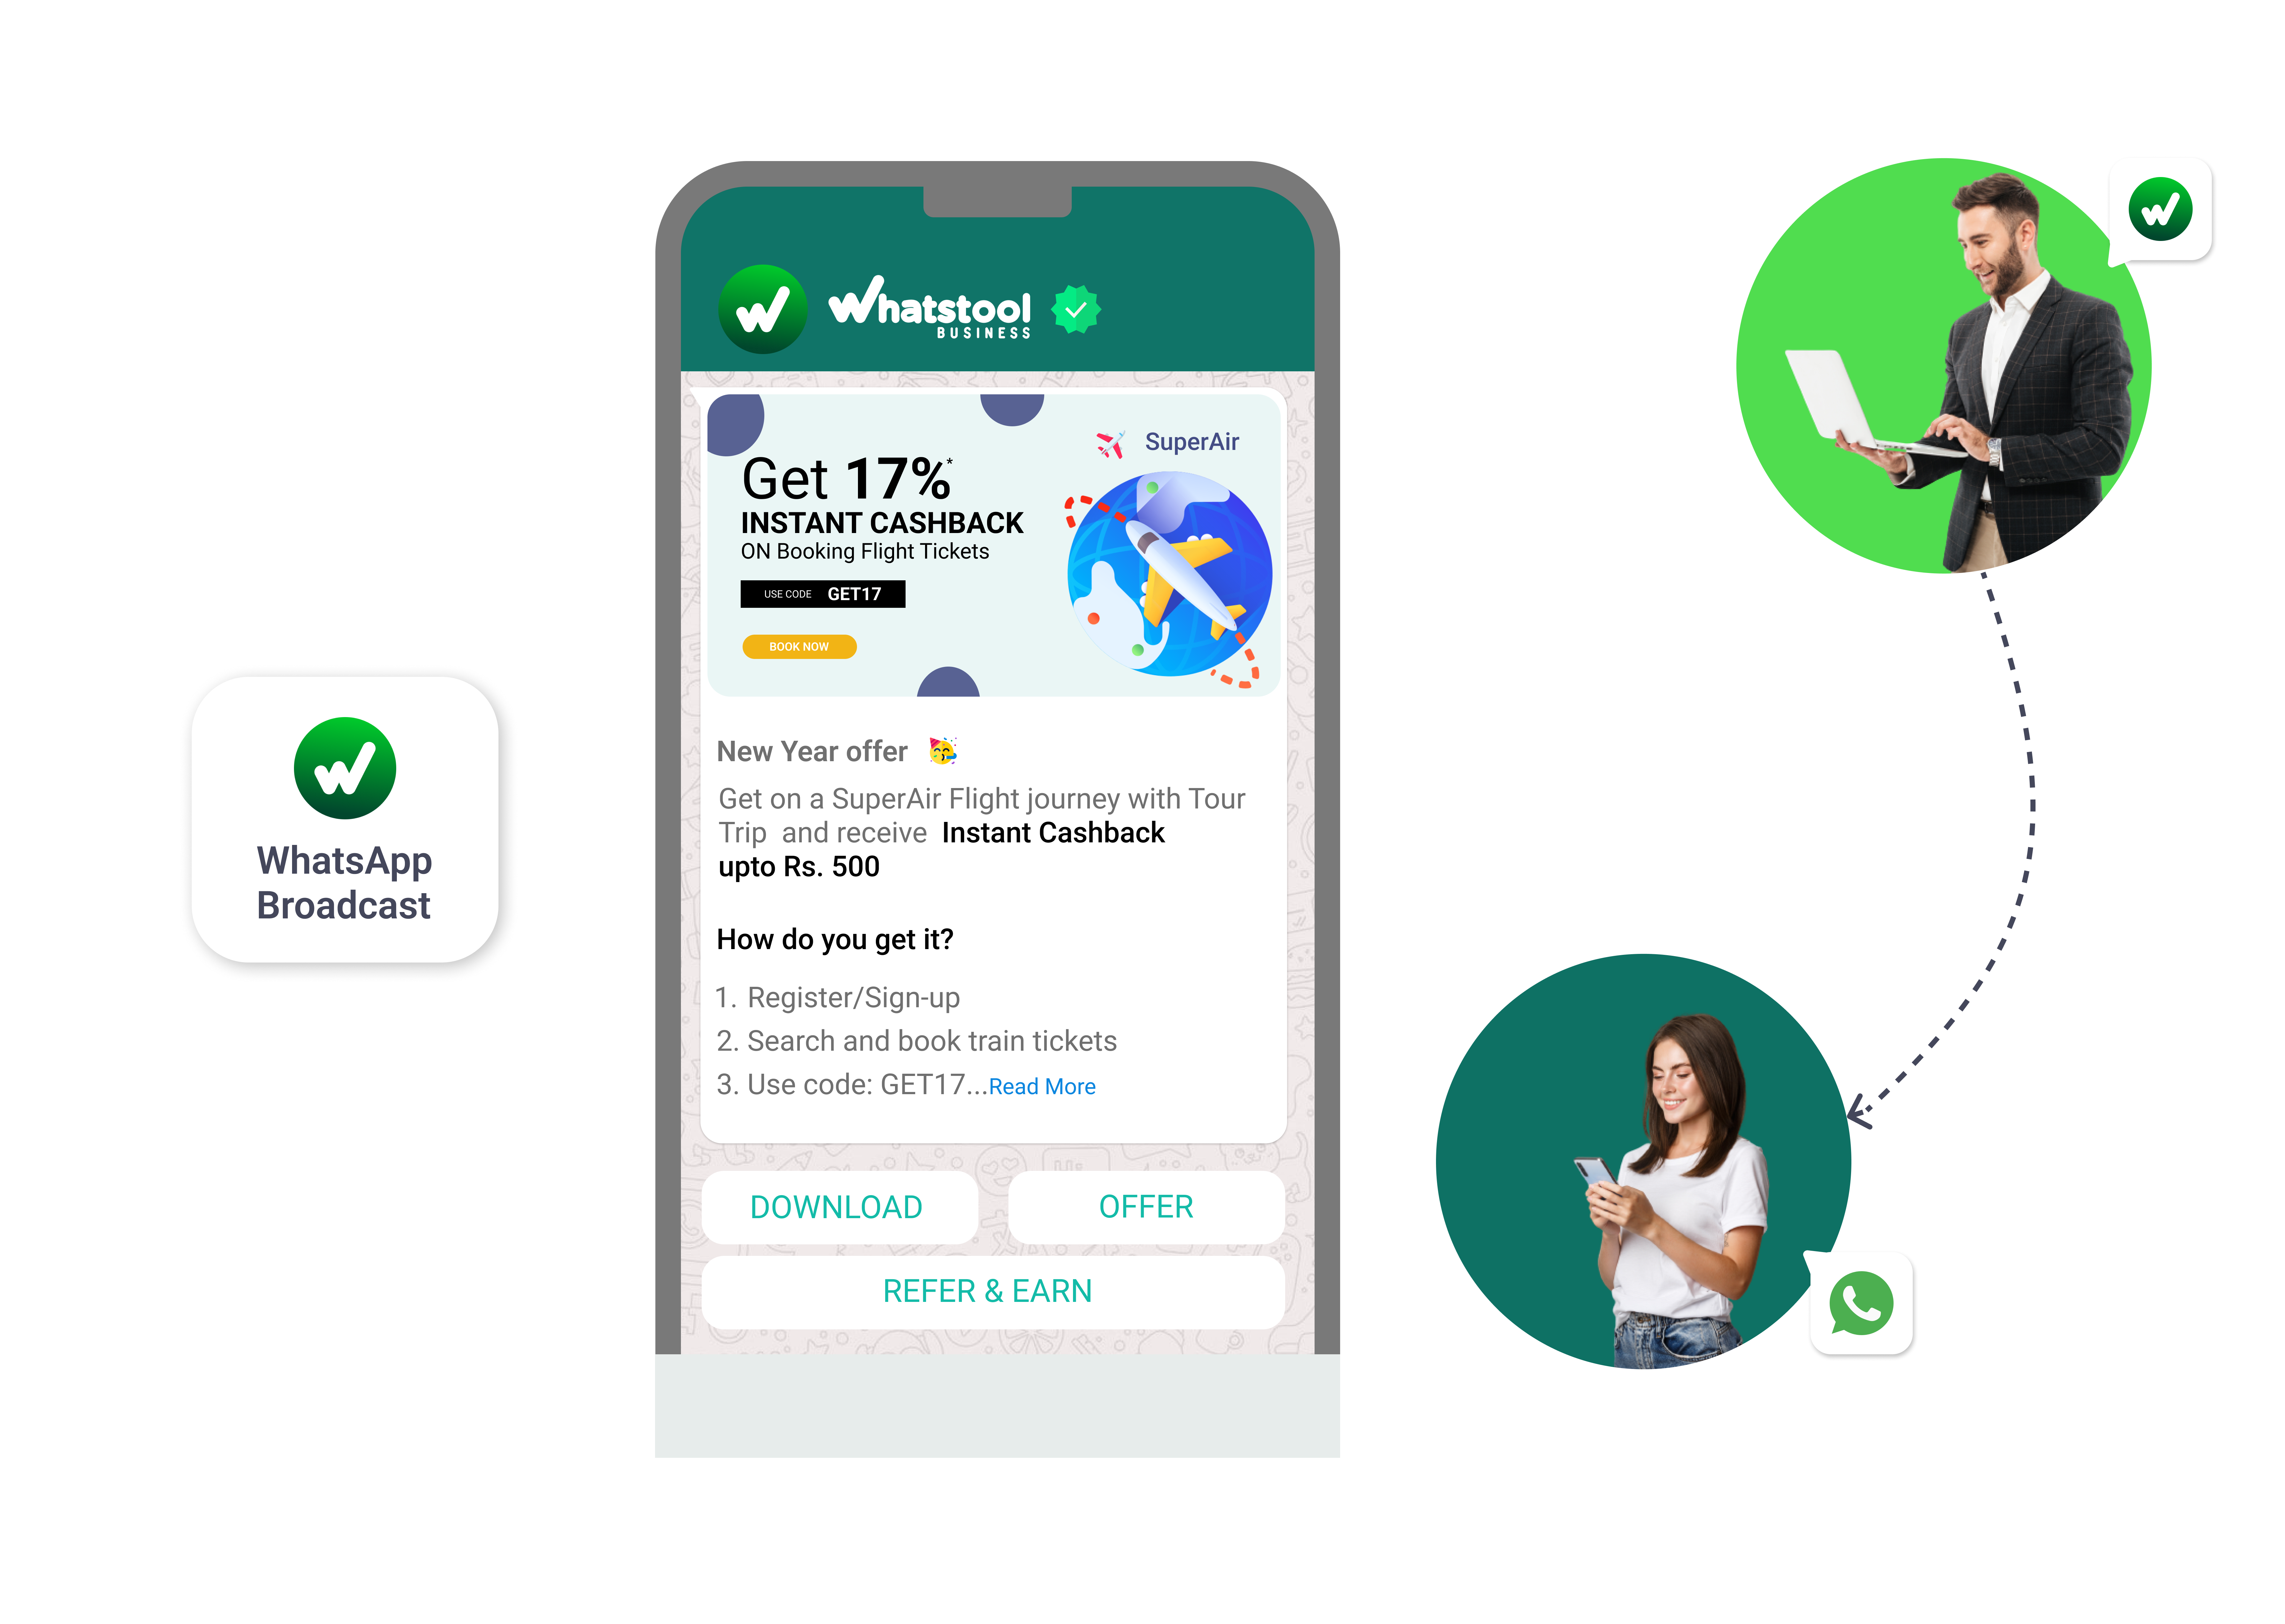 WhatsApp
Broadcast
Whatstool
BUSINESS
SuperAir
Get 17%*
INSTANT CASHBACK
ON Booking Flight Tickets
USE CODE GET17
BOOK NOW
New Year offer 🥳
Get on a SuperAir Flight journey with Tour
Trip and receive Instant Cashback
upto Rs. 500
How do you get it?
1. Register/Sign-up
2. Search and book train tickets
3. Use code: GET17...Read More
DOWNLOAD
OFFER
REFER & EARN